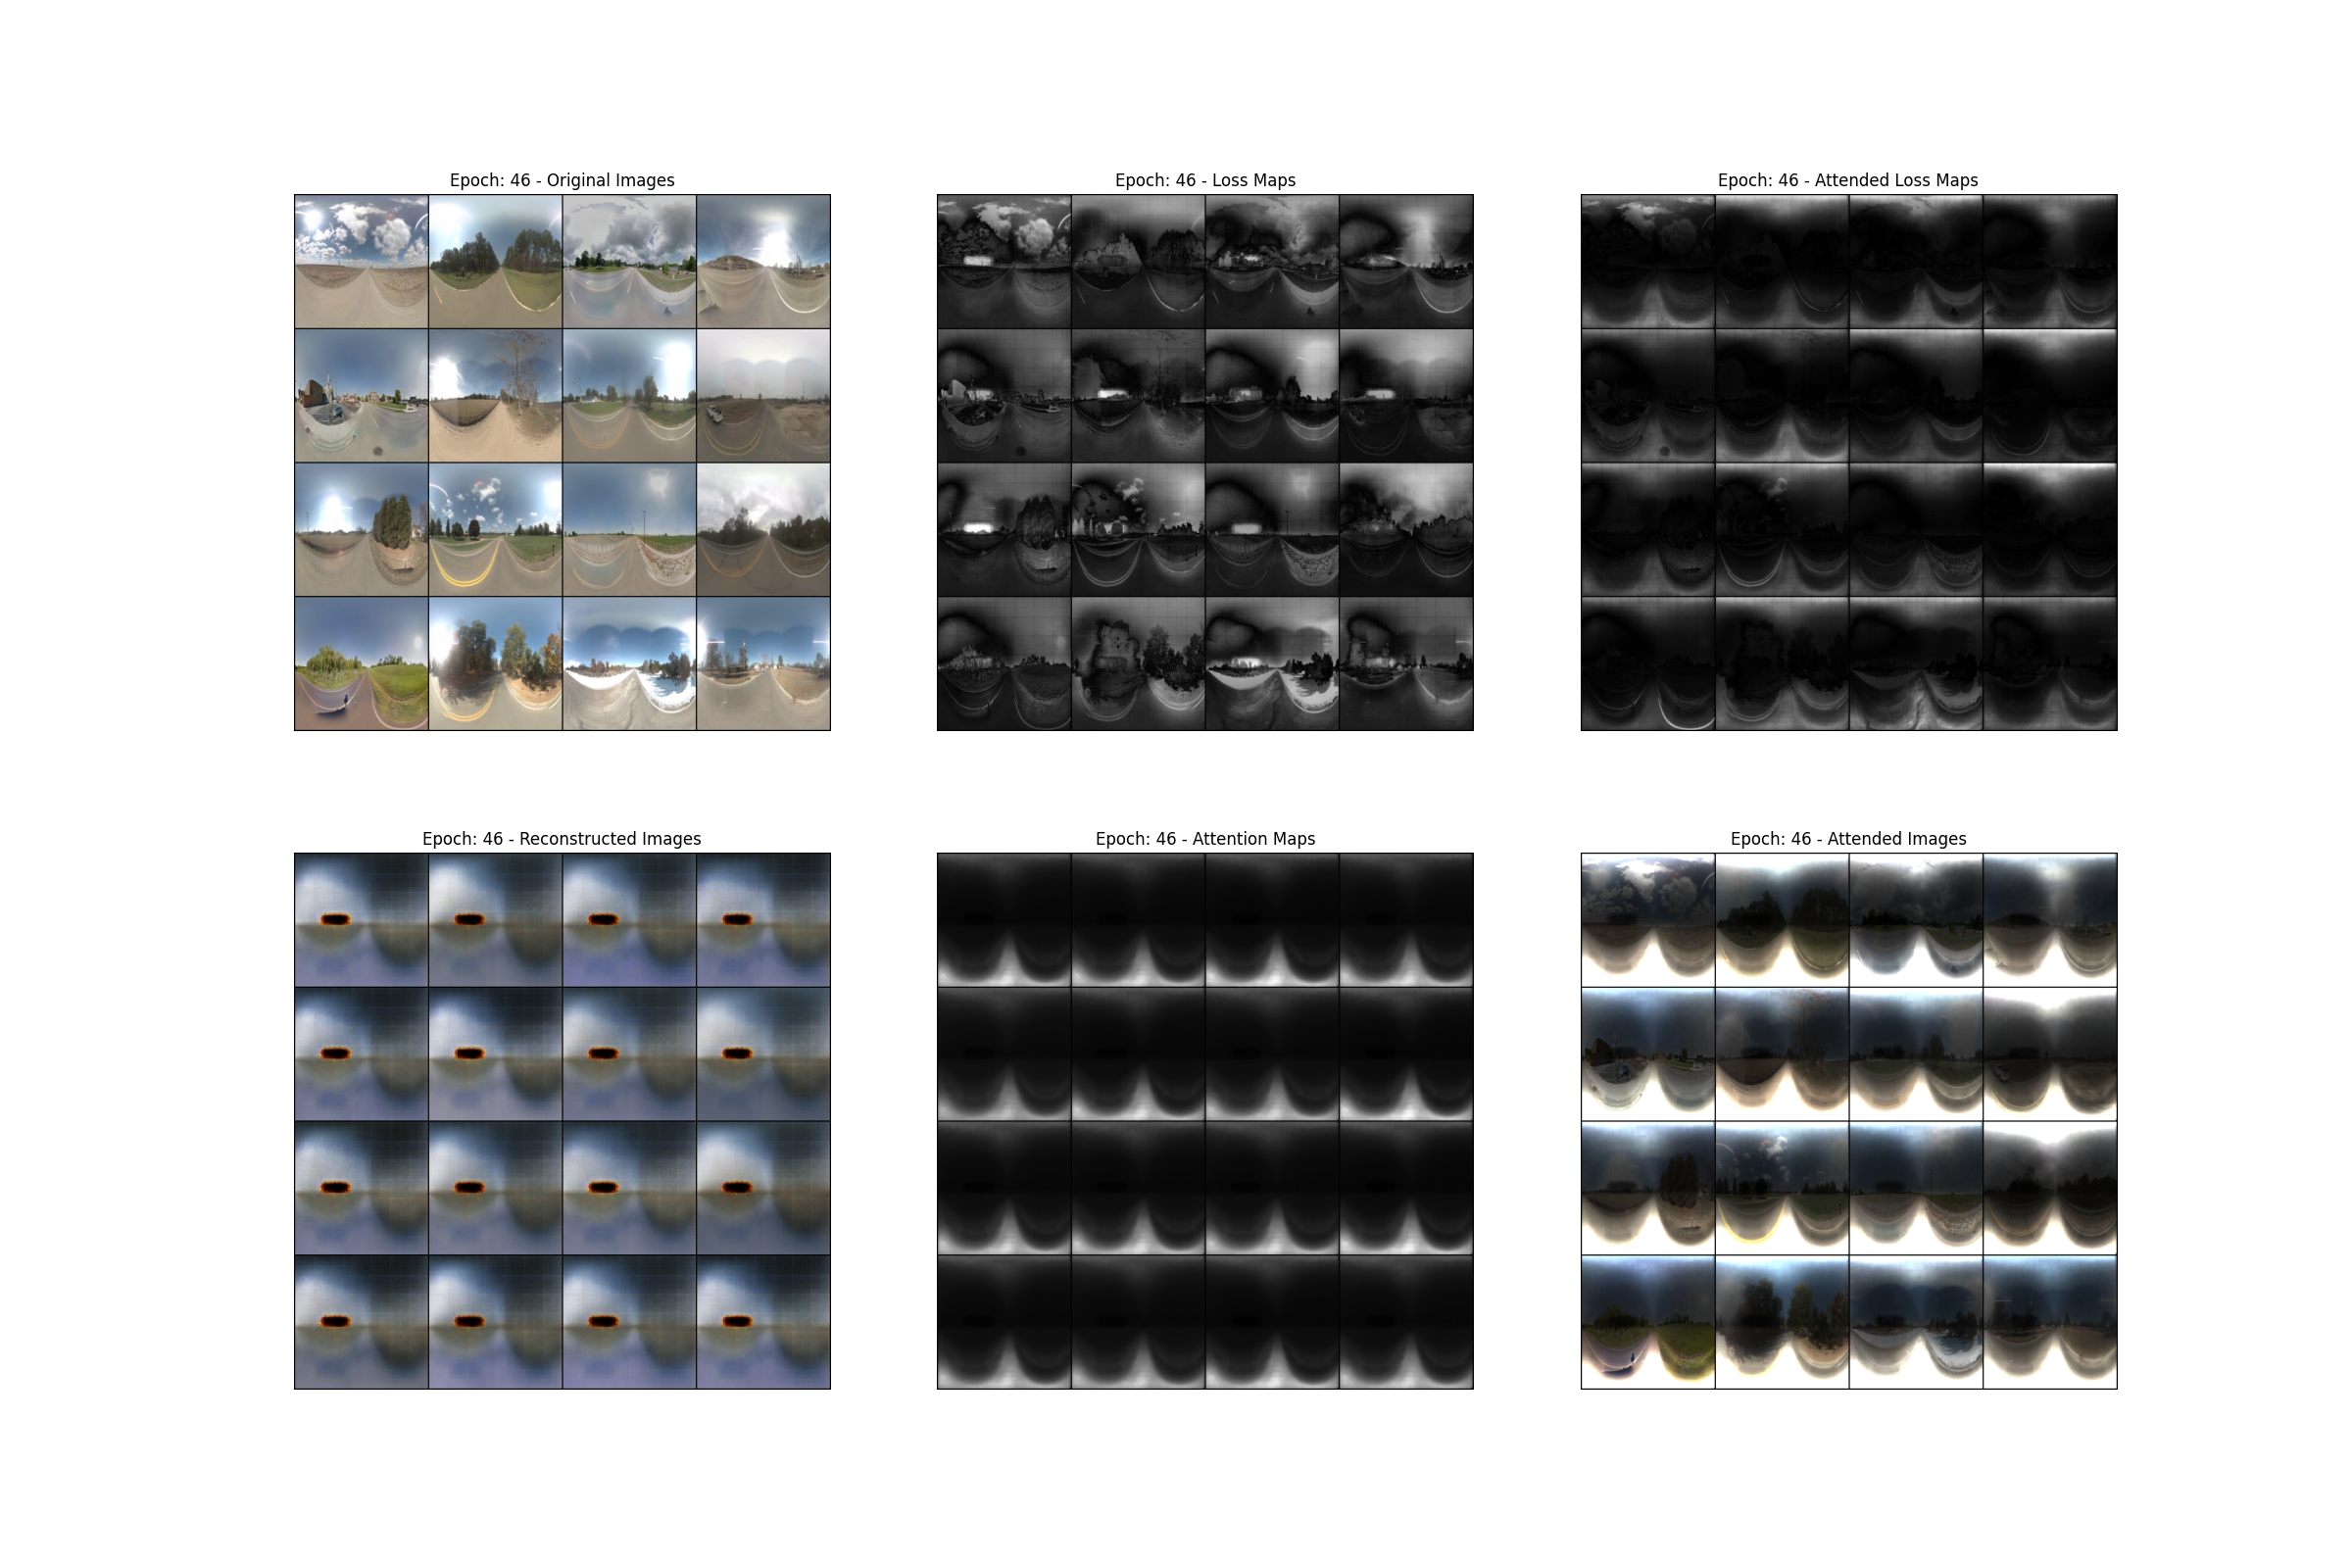 Epoch: 46 - Original Images
Epoch: 46 - Loss Maps
Epoch: 46 - Attended Loss Maps
Epoch: 46 - Reconstructed Images
Epoch: 46 - Attention Maps
Epoch: 46 - Attended Images